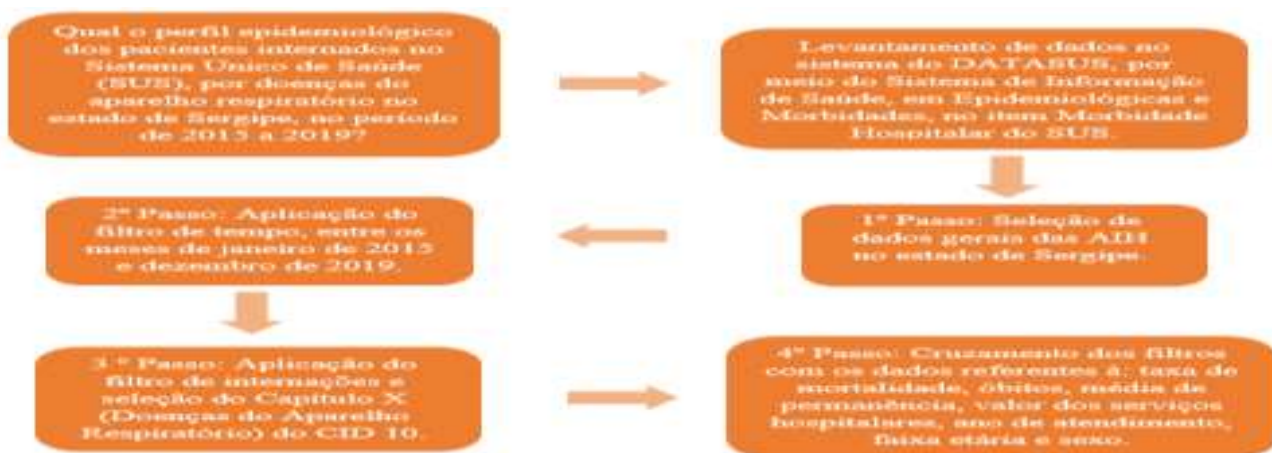 Qual o perfil epidemiológico
dos pacientes internados no
Sistema Único de Saúde
(SUS), por doenças do
aparelho respiratório no
estado de Sergipe, no período
de 2015 a 2019?
Levantamento de dados no
sistema do DATASUS, por
meio do Sistema de Informação
de Saúde, em Epidemiológicas e
Morbidades, no item Morbidade
Hospitalar do SUS.
1º Passo: Seleção de
dados gerais das AIH
no estado de Sergipe.
2º Passo: Aplicação do
filtro de tempo, entre os
meses de janeiro de 2015
e dezembro de 2019.
3 º Passo: Aplicação do
filtro de internações e
seleção do Capítulo X
(Doenças do Aparelho
Respiratório) do CID 10.
4º Passo: Cruzamento dos filtros
com os dados referentes à: taxa de
mortalidade, óbitos, média de
permanência, valor dos serviços
hospitalares, ano de atendimento,
faixa etária e sexo.